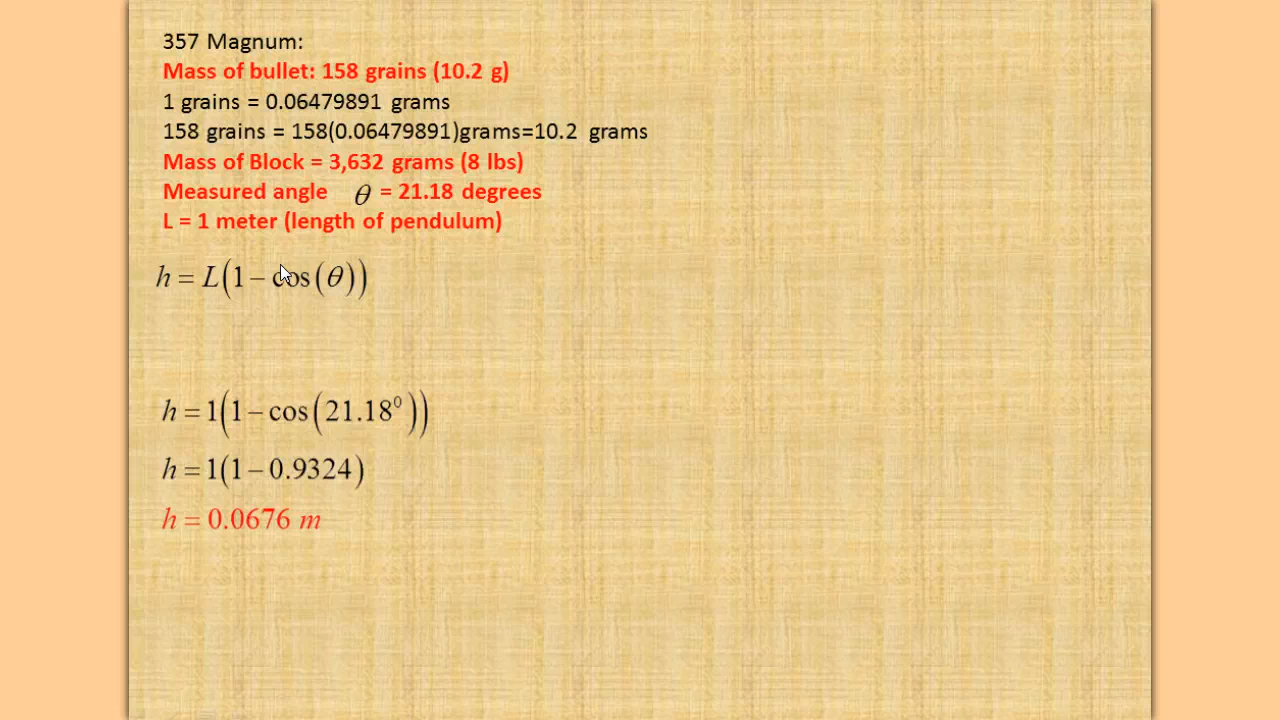 357 Magnum:
Mass of bullet: 158 grains (10.2 g)
1 grains = 0.06479891 grams
158 grains = 158(0.06479891)grams=10.2 grams
Mass of Block = 3,632 grams (8 lbs)
Measured angle θ = 21.18 degrees
L = 1 meter (length of pendulum)
h = L(1 − cos(θ))
h = 1(1 − cos(21.18⁰))
h = 1(1 − 0.9324)
h = 0.0676 m